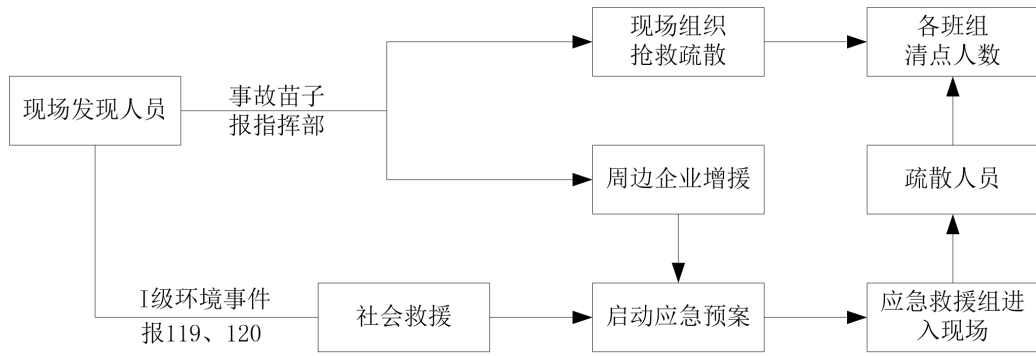 现场组织
抢救疏散
各班组
清点人数
现场发现人员
事故苗子
报指挥部
周边企业增援
疏散人员
I级环境事件
报119、120
社会救援
启动应急预案
应急救援组进
入现场